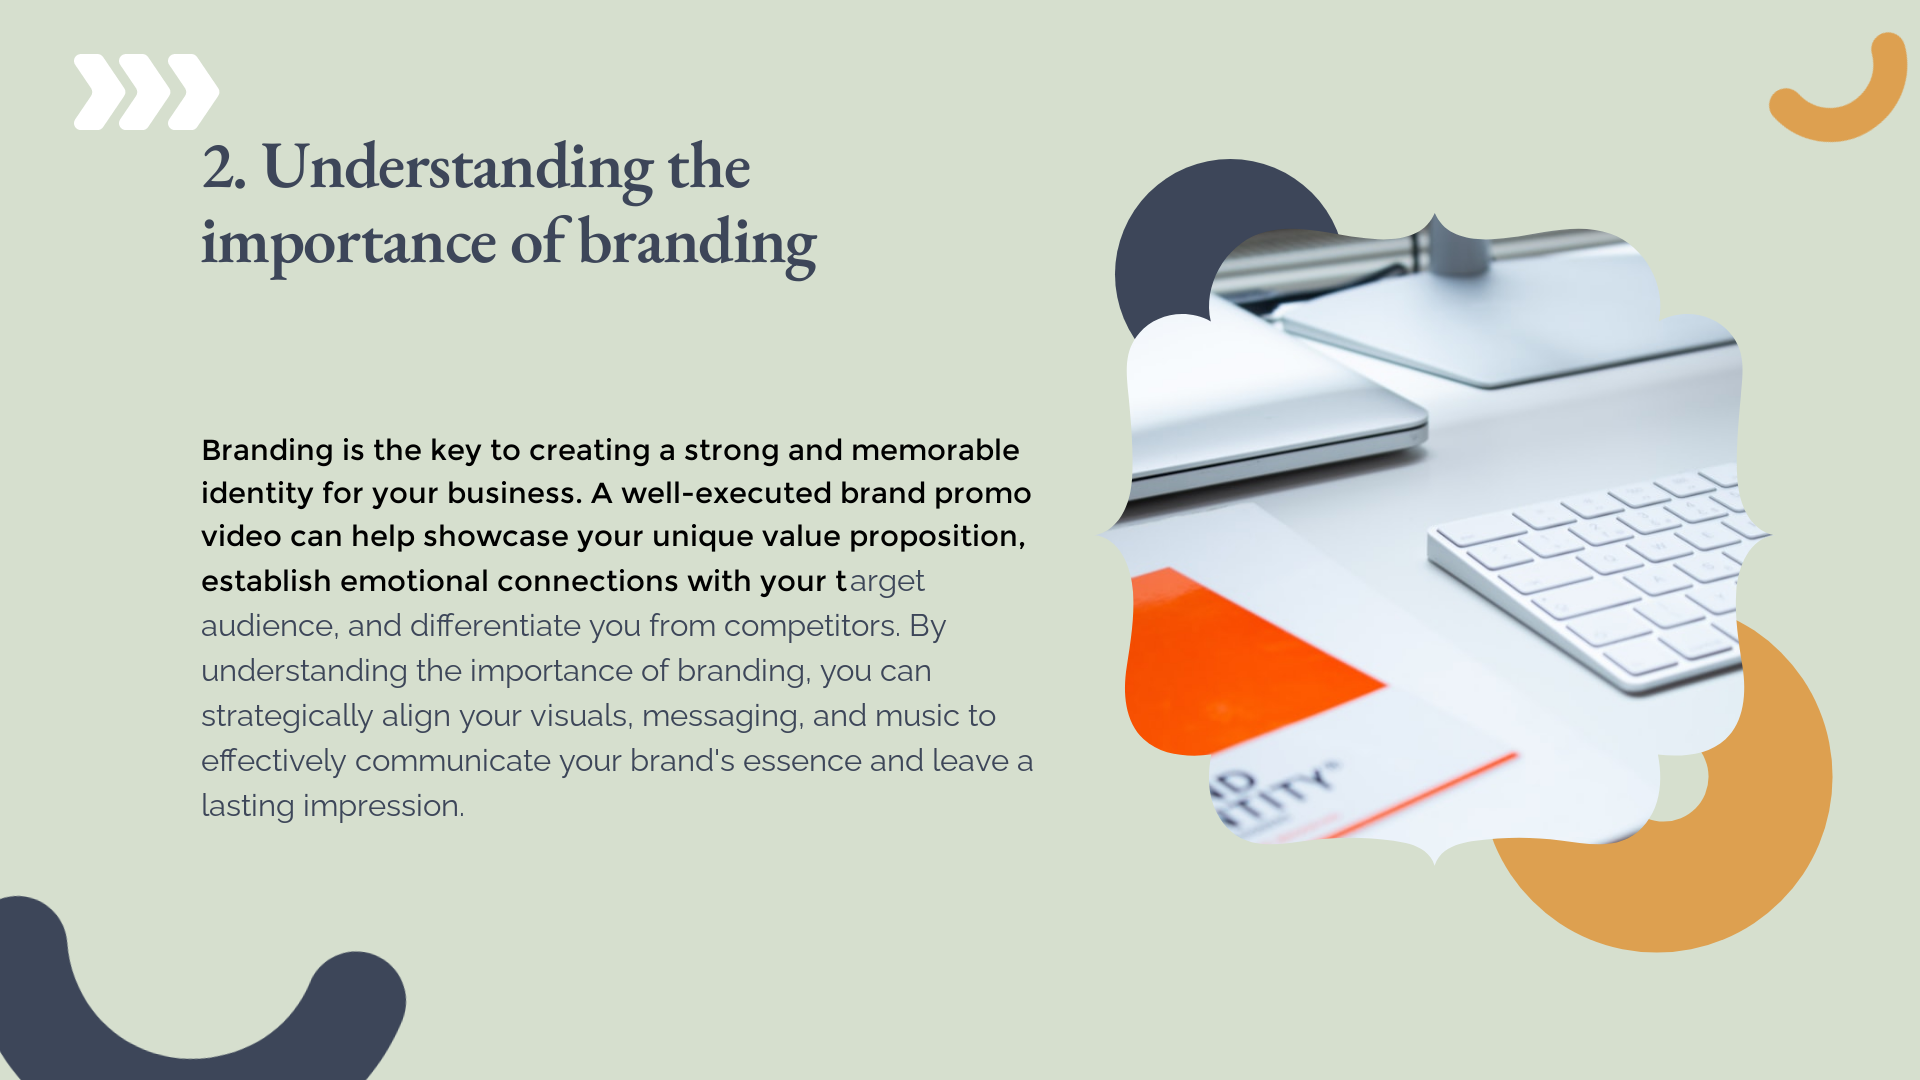 2. Understanding the
importance of branding
Branding is the key to creating a strong and memorable
identity for your business. A well-executed brand promo
video can help showcase your unique value proposition,
establish emotional connections with your target
audience, and differentiate you from competitors. By
understanding the importance of branding, you can
strategically align your visuals, messaging, and music to
effectively communicate your brand's essence and leave a
lasting impression.
ND
NTITY®